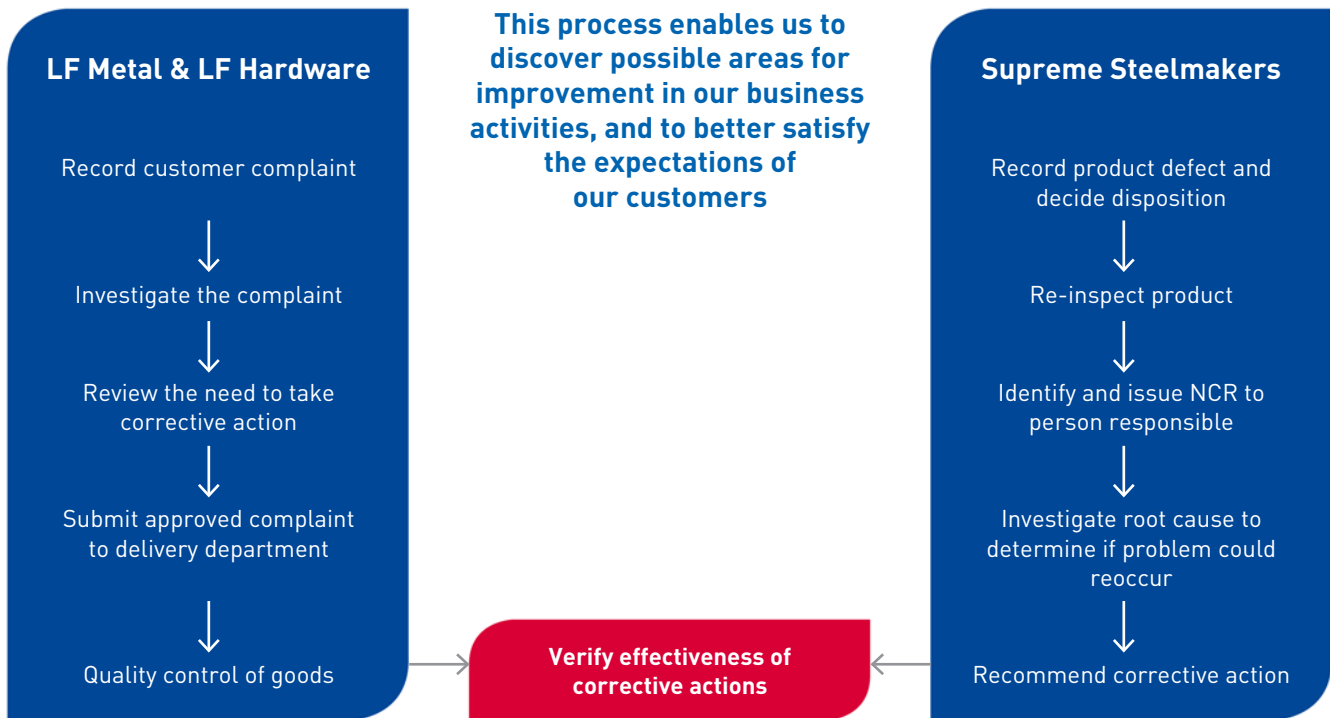 LF Metal & LF Hardware
Record customer complaint
Investigate the complaint
Review the need to take
corrective action
Submit approved complaint
to delivery department
Quality control of goods
This process enables us to
discover possible areas for
improvement in our business
activities, and to better satisfy
the expectations of
our customers
Verify effectiveness of
corrective actions
Supreme Steelmakers
Record product defect and
decide disposition
Re-inspect product
Identify and issue NCR to
person responsible
Investigate root cause to
determine if problem could
reoccur
Recommend corrective action